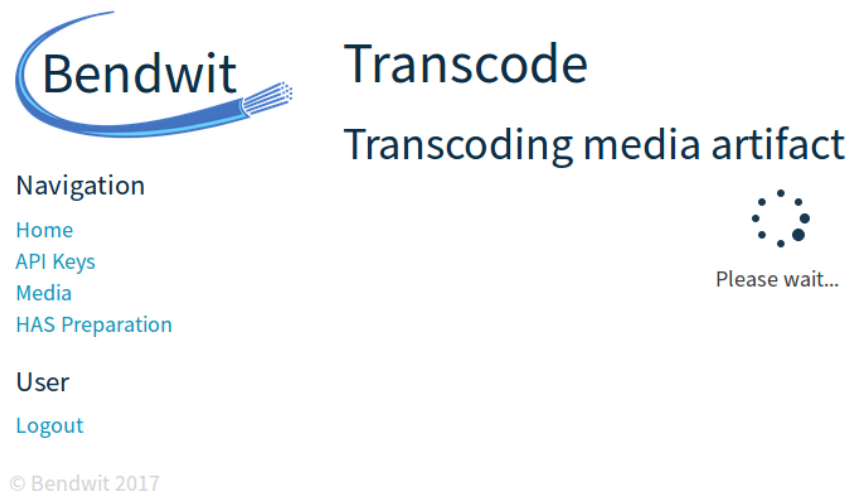 Bendwit
Transcode
Transcoding media artifact
Please wait...
Navigation
Home
API Keys
Media
HAS Preparation
User
Logout
© Bendwit 2017